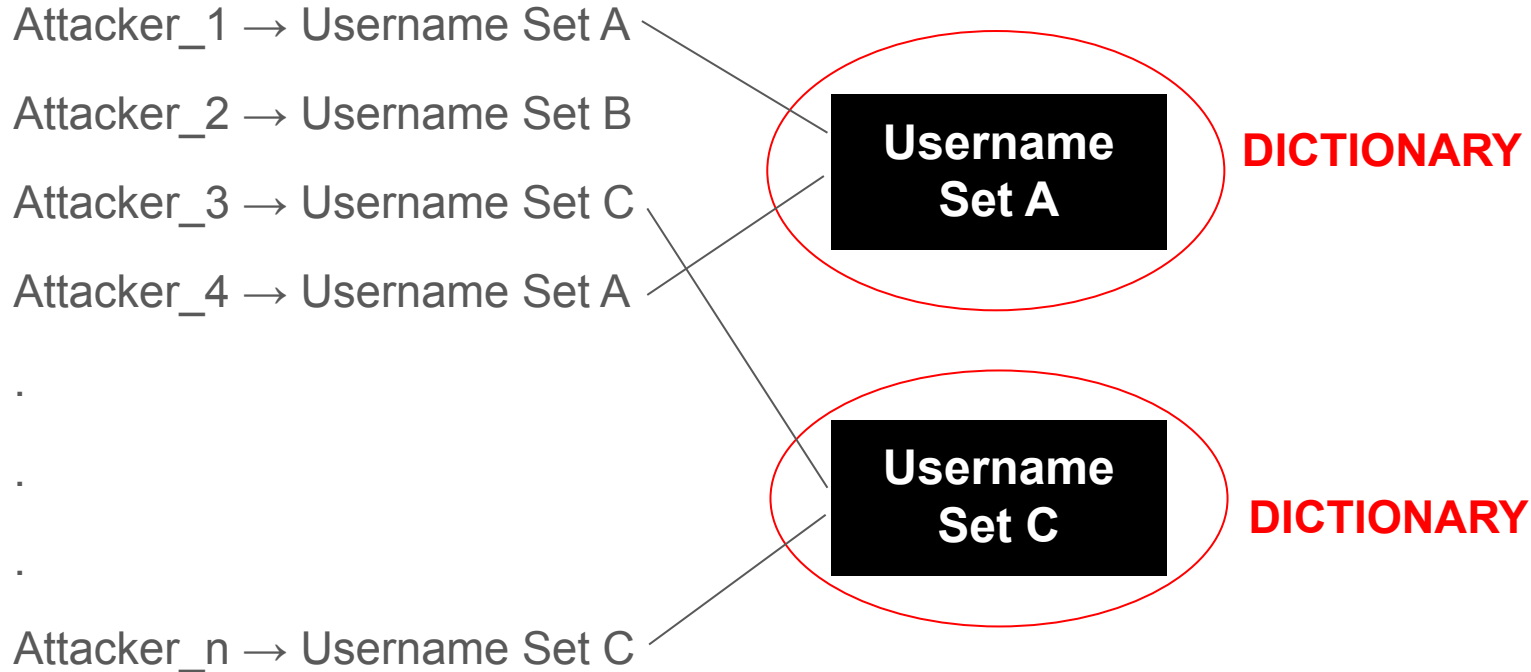 Attacker_1 → Username Set A
Attacker_2 → Username Set B
Attacker_3 → Username Set C
Attacker_4 → Username Set A
.
.
.
Attacker_n → Username Set C
Username
Set A
DICTIONARY
Username
Set C
DICTIONARY